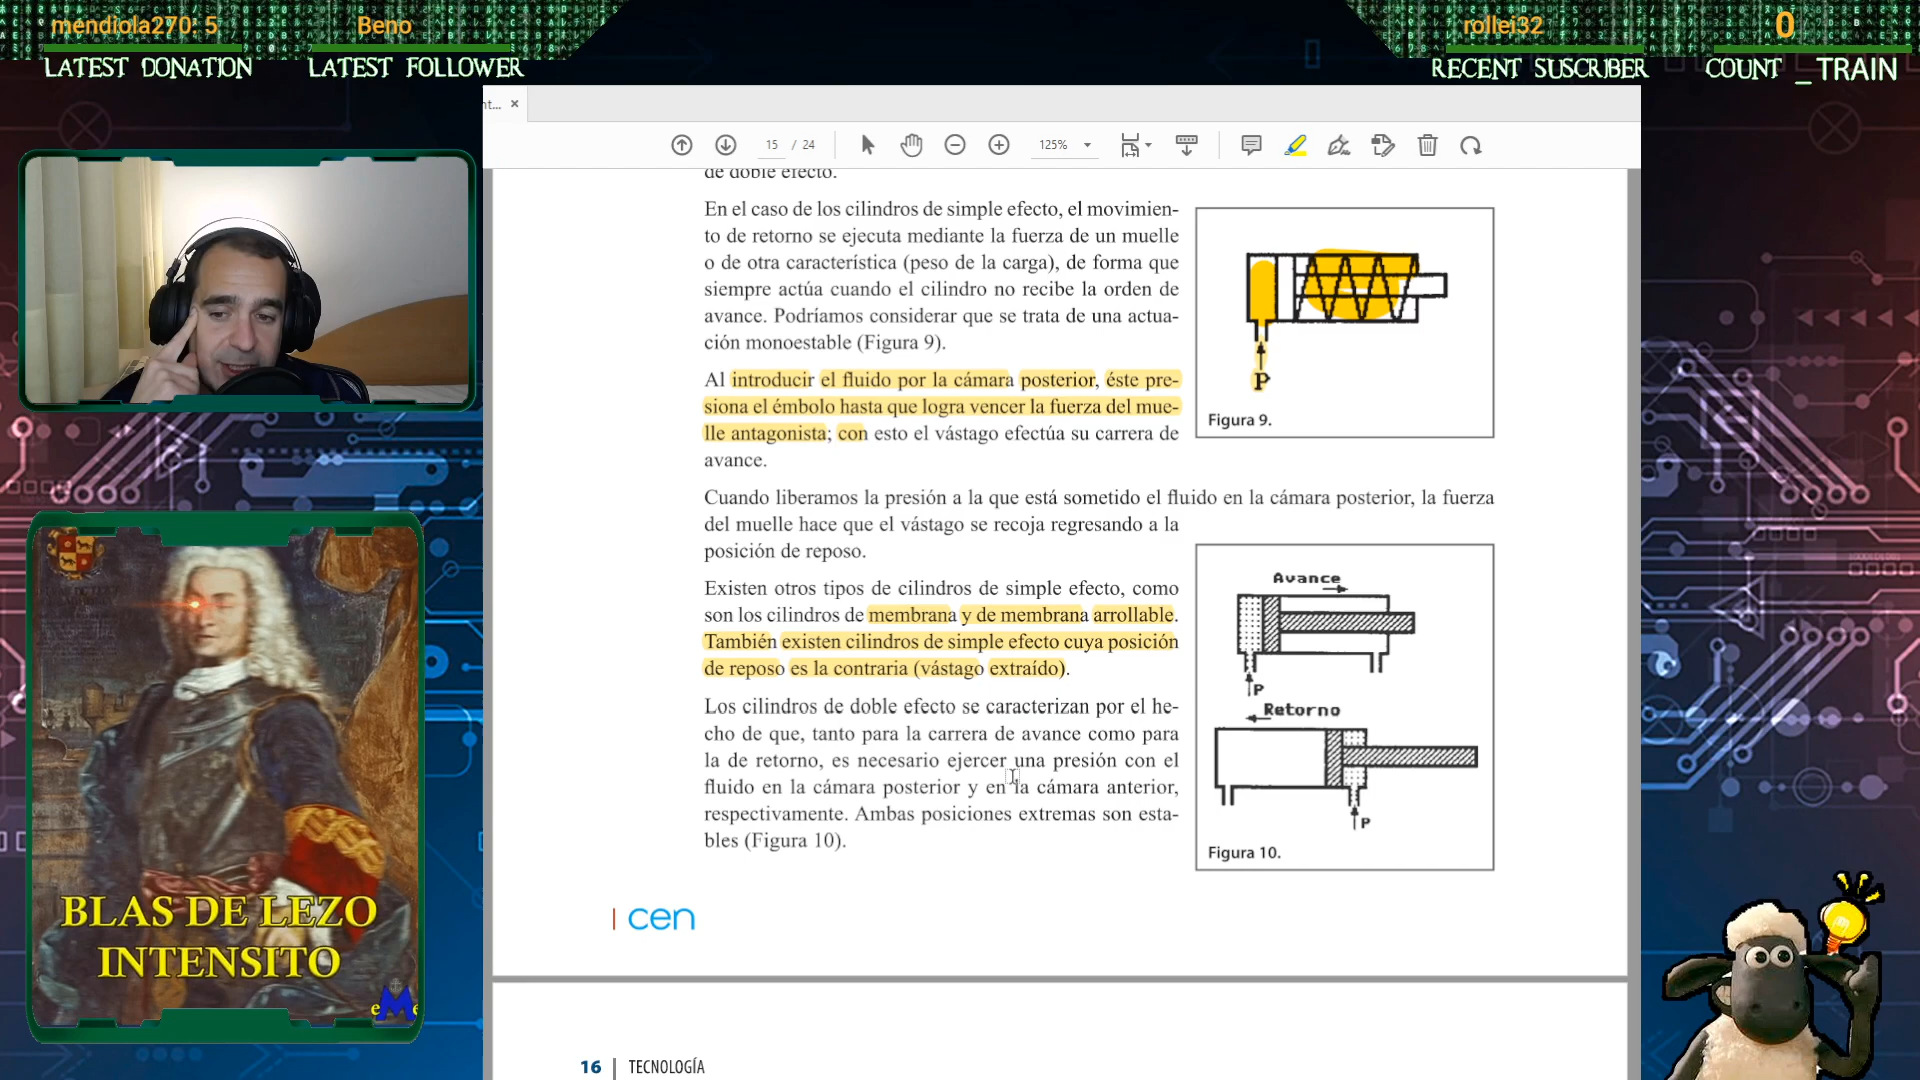 mendiola270: 5
Beno
rollei32
0
LATEST DONATION
LATEST FOLLOWER
RECENT SUSCRIBER
COUNT _TRAIN
nt...
15 / 24
125%
de doble efecto.
En el caso de los cilindros de simple efecto, el movimien-
to de retorno se ejecuta mediante la fuerza de un muelle
o de otra característica (peso de la carga), de forma que
siempre actúa cuando el cilindro no recibe la orden de
avance. Podríamos considerar que se trata de una actua-
ción monoestable (Figura 9).
P
Figura 9.
Al introducir el fluido por la cámara posterior, éste pre-
siona el émbolo hasta que logra vencer la fuerza del mue-
lle antagonista; con esto el vástago efectúa su carrera de
avance.
Cuando liberamos la presión a la que está sometido el fluido en la cámara posterior, la fuerza
del muelle hace que el vástago se recoja regresando a la
posición de reposo.
Existen otros tipos de cilindros de simple efecto, como
son los cilindros de membrana y de membrana arrollable.
También existen cilindros de simple efecto cuya posición
de reposo es la contraria (vástago extraído).
Los cilindros de doble efecto se caracterizan por el he-
cho de que, tanto para la carrera de avance como para
la de retorno, es necesario ejercer una presión con el
fluido en la cámara posterior y en la cámara anterior,
respectivamente. Ambas posiciones extremas son esta-
bles (Figura 10).
Avance
P
Retorno
P
Figura 10.
cen
16 | TECNOLOGÍA
BLAS DE LEZO
INTENSITO
eMe